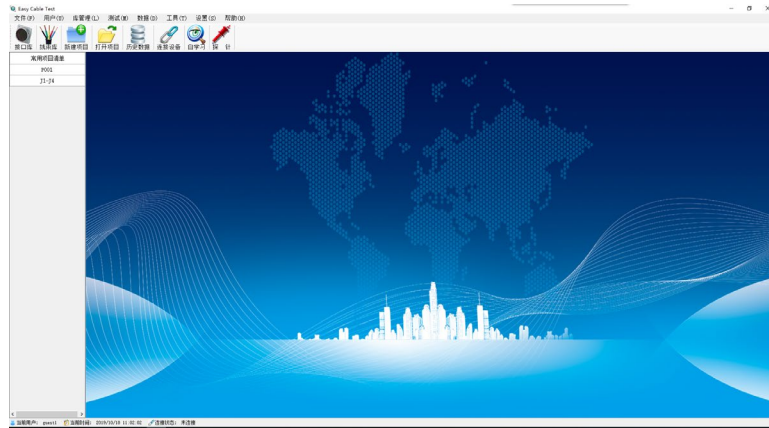 Easy Cable Test
文件(F) 用户(U) 库管理(L) 测试(M) 数据(D) 工具(T) 设置(S) 帮助(H)
接口库 线束库 新建项目 打开项目 历史数据 连接设备 自学习 探 针
常用项目清单
P001
J1-J4
当前用户: guanli 当前时间: 2019/10/18 11:02:02 连接状态: 未连接